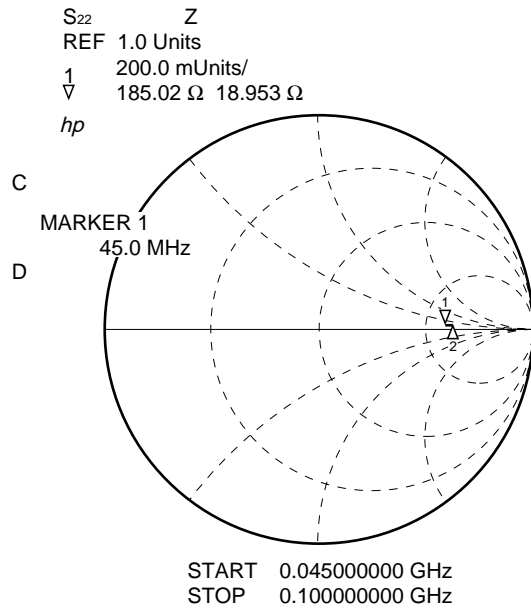 S22 Z
REF 1.0 Units
1 200.0 mUnits/
▽ 185.02 Ω 18.953 Ω
hp
C
MARKER 1
45.0 MHz
D
1
2
START 0.045000000 GHz
STOP 0.100000000 GHz